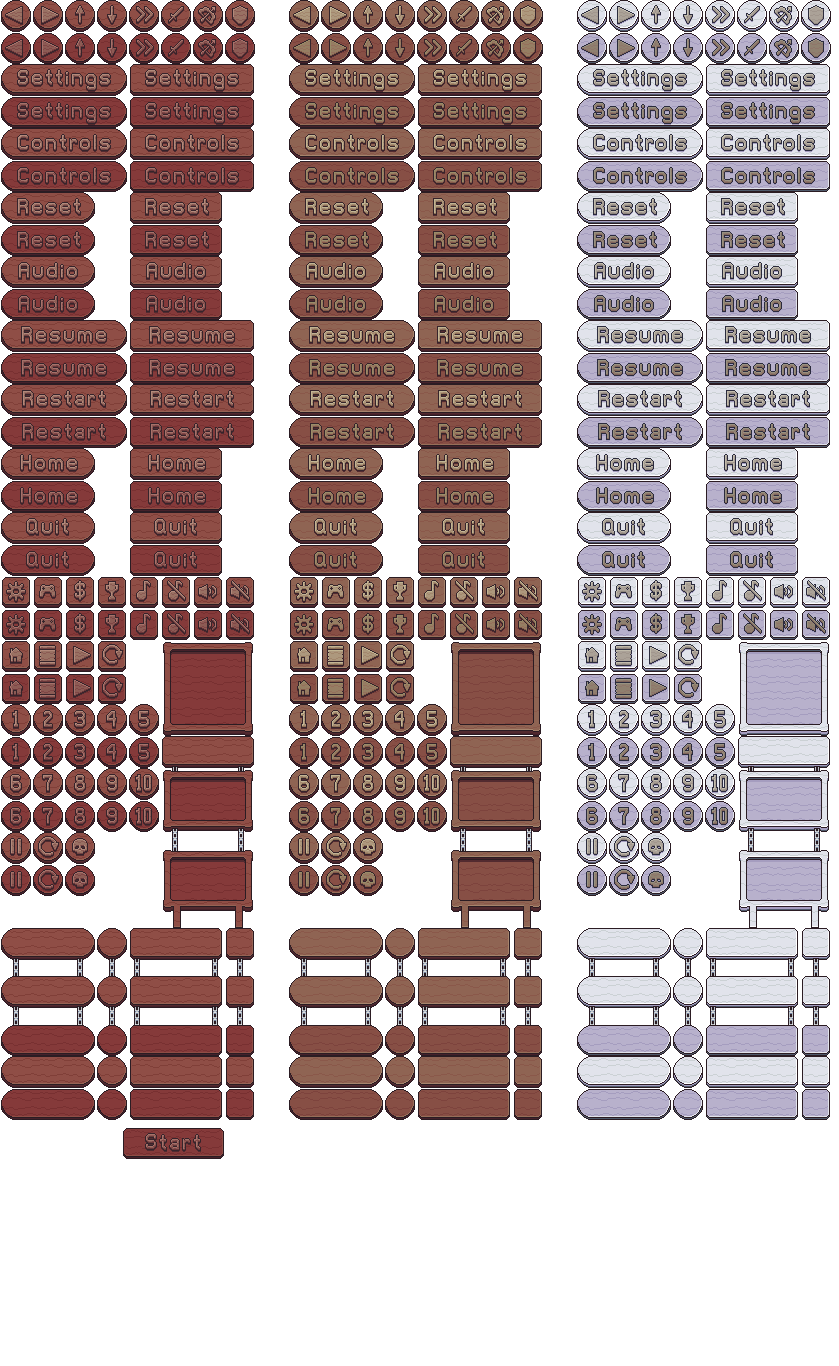 Settings Settings Settings Settings Settings Settings
Settings Settings Settings Settings Settings Settings
Controls Controls Controls Controls Controls Controls
Controls Controls Controls Controls Controls Controls
Reset Reset Reset Reset Reset Reset
Reset Reset Reset Reset Reset Reset
Audio Audio Audio Audio Audio Audio
Audio Audio Audio Audio Audio Audio
Resume Resume Resume Resume Resume Resume
Resume Resume Resume Resume Resume Resume
Restart Restart Restart Restart Restart Restart
Restart Restart Restart Restart Restart Restart
Home Home Home Home Home Home
Home Home Home Home Home Home
Quit Quit Quit Quit Quit Quit
Quit Quit Quit Quit Quit Quit
$ $ $
$ $ $
1 2 3 4 5 1 2 3 4 5 1 2 3 4 5
1 2 3 4 5 1 2 3 4 5 1 2 3 4 5
6 7 8 9 10 6 7 8 9 10 6 7 8 9 10
6 7 8 9 10 6 7 8 9 10 6 7 8 9 10
Start